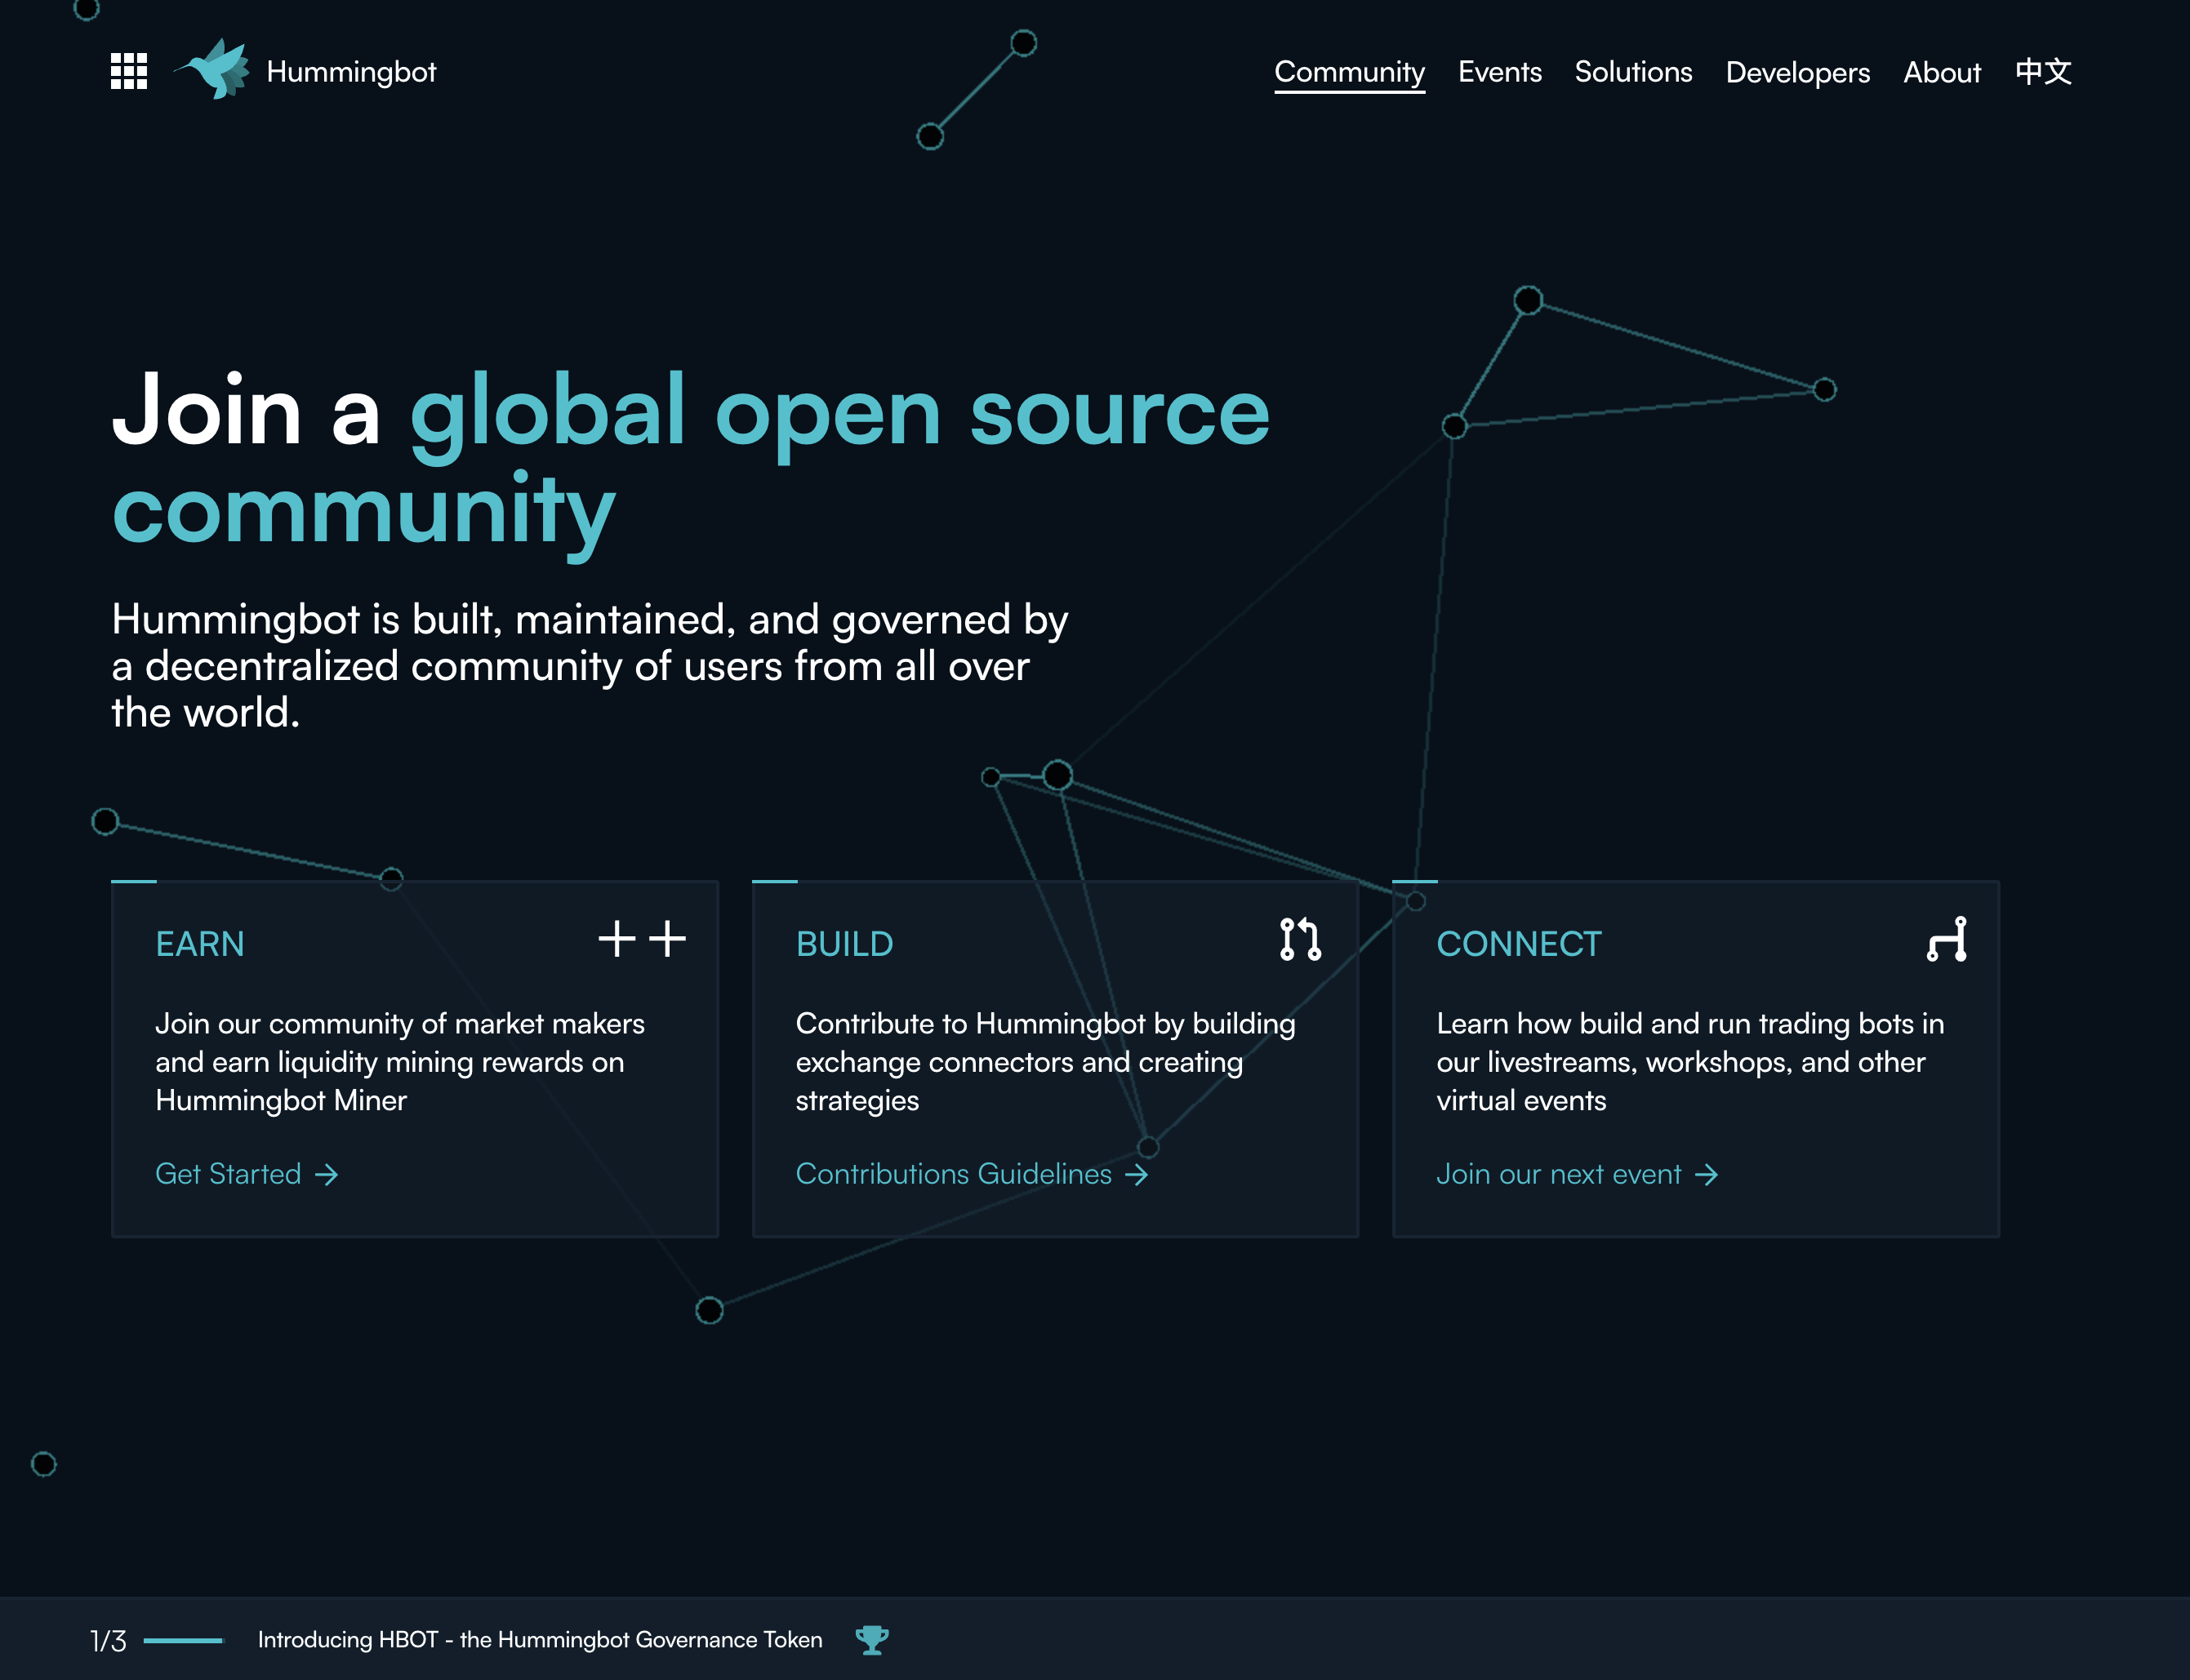 Hummingbot
Community Events Solutions Developers About 中文
Join a global open source
community
Hummingbot is built, maintained, and governed by
a decentralized community of users from all over
the world.
EARN
Join our community of market makers
and earn liquidity mining rewards on
Hummingbot Miner
Get Started →
BUILD
Contribute to Hummingbot by building
exchange connectors and creating
strategies
Contributions Guidelines →
CONNECT
Learn how build and run trading bots in
our livestreams, workshops, and other
virtual events
Join our next event →
1/3 Introducing HBOT - the Hummingbot Governance Token